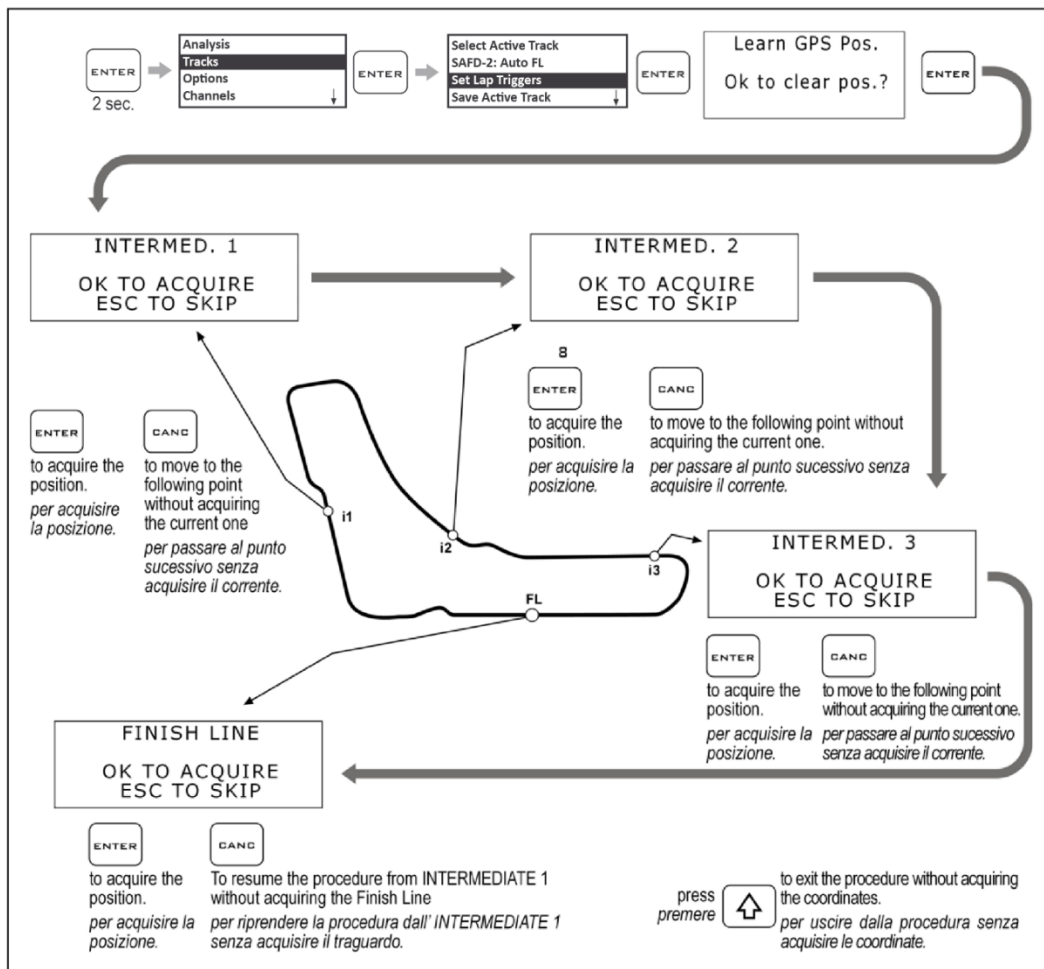 ENTER
2 sec.
Analysis
Tracks
Options
Channels
ENTER
Select Active Track
SAFD-2: Auto FL
Set Lap Triggers
Save Active Track
ENTER
Learn GPS Pos.
Ok to clear pos.?
ENTER
INTERMED. 1
OK TO ACQUIRE
ESC TO SKIP
INTERMED. 2
OK TO ACQUIRE
ESC TO SKIP
8
ENTER
to acquire the
position.
per acquisire la
posizione.
CANC
to move to the following point without
acquiring the current one.
per passare al punto sucessivo senza
acquisire il corrente.
ENTER
to acquire the
position.
per acquisire
la posizione.
CANC
to move to the
following point
without acquiring
the current one
per passare al punto
sucessivo senza
acquisire il corrente.
i1
i2
i3
FL
INTERMED. 3
OK TO ACQUIRE
ESC TO SKIP
ENTER
to acquire the
position.
per acquisire la
posizione.
CANC
to move to the following point
without acquiring the current one.
per passare al punto sucessivo
senza acquisire il corrente.
FINISH LINE
OK TO ACQUIRE
ESC TO SKIP
ENTER
to acquire the
position.
per acquisire la
posizione.
CANC
To resume the procedure from INTERMEDIATE 1
without acquiring the Finish Line
per riprendere la procedura dall' INTERMEDIATE 1
senza acquisire il traguardo.
press
premere
to exit the procedure without acquiring
the coordinates.
per uscire dalla procedura senza
acquisire le coordinate.